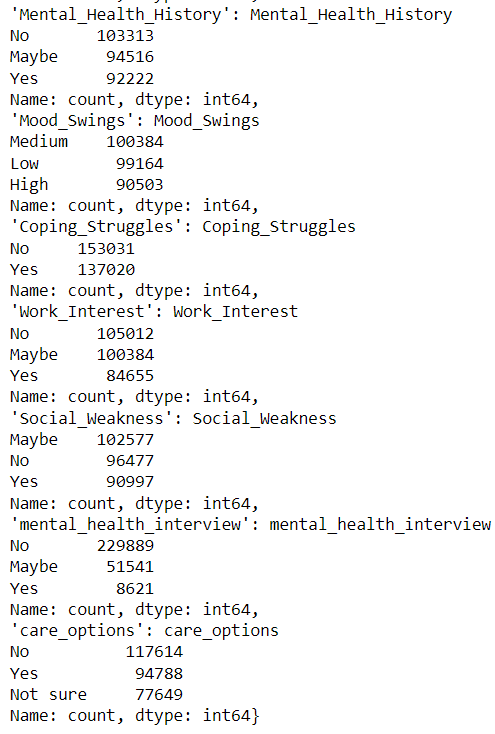 'Mental_Health_History': Mental_Health_History
No 103313
Maybe 94516
Yes 92222
Name: count, dtype: int64,
'Mood_Swings': Mood_Swings
Medium 100384
Low 99164
High 90503
Name: count, dtype: int64,
'Coping_Struggles': Coping_Struggles
No 153031
Yes 137020
Name: count, dtype: int64,
'Work_Interest': Work_Interest
No 105012
Maybe 100384
Yes 84655
Name: count, dtype: int64,
'Social_Weakness': Social_Weakness
Maybe 102577
No 96477
Yes 90997
Name: count, dtype: int64,
'mental_health_interview': mental_health_interview
No 229889
Maybe 51541
Yes 8621
Name: count, dtype: int64,
'care_options': care_options
No 117614
Yes 94788
Not sure 77649
Name: count, dtype: int64}